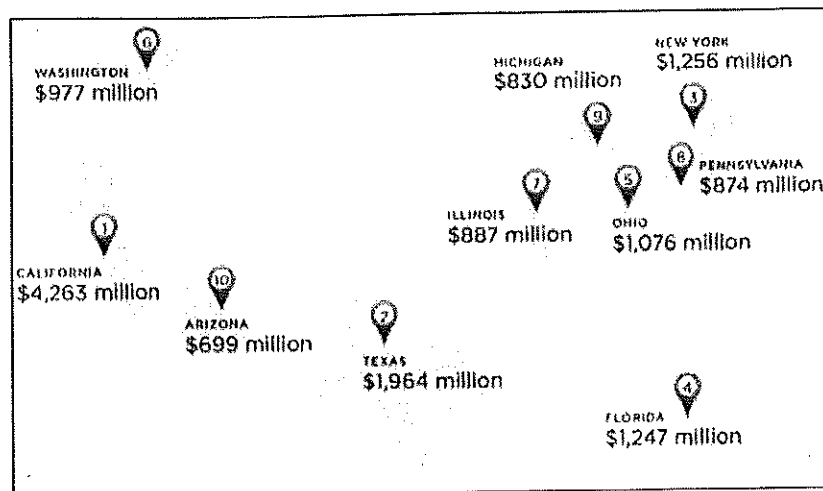 6
WASHINGTON
$977 million
MICHIGAN
$830 million
9
NEW YORK
$1,256 million
3
8
PENNSYLVANIA
$874 million
7
ILLINOIS
$887 million
5
OHIO
$1,076 million
1
CALIFORNIA
$4,263 million
10
ARIZONA
$699 million
2
TEXAS
$1,964 million
4
FLORIDA
$1,247 million